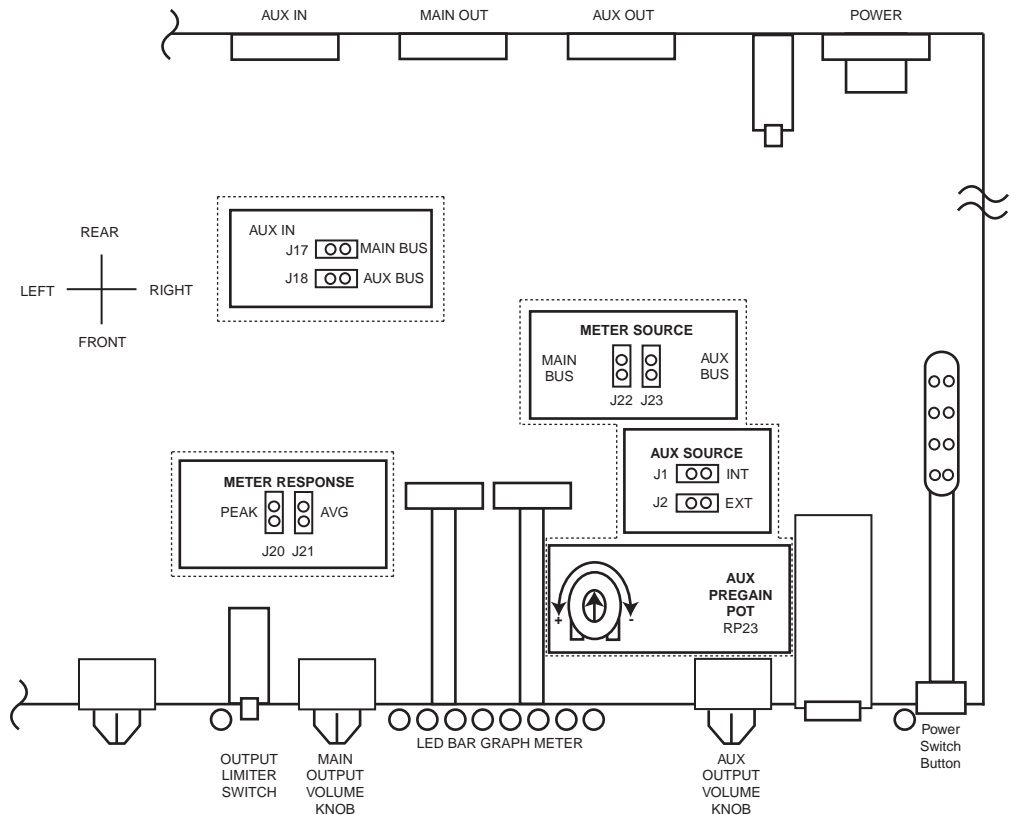 AUX IN
MAIN OUT
AUX OUT
POWER
REAR
LEFT
RIGHT
FRONT
AUX IN
J17 MAIN BUS
J18 AUX BUS
METER SOURCE
MAIN
BUS
AUX
BUS
J22 J23
AUX SOURCE
J1 INT
J2 EXT
METER RESPONSE
PEAK AVG
J20 J21
AUX
PREGAIN
POT
RP23
+ -
LED BAR GRAPH METER
OUTPUT
LIMITER
SWITCH
MAIN
OUTPUT
VOLUME
KNOB
AUX
OUTPUT
VOLUME
KNOB
Power
Switch
Button